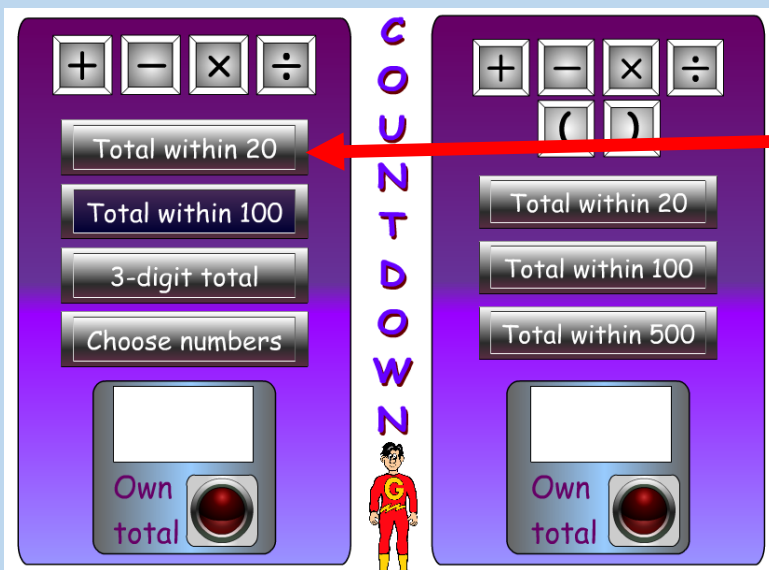 + − × ÷
Total within 20
Total within 100
3-digit total
Choose numbers
Own
total
COUNTDOWN
G
+ − × ÷
( )
Total within 20
Total within 100
Total within 500
Own
total